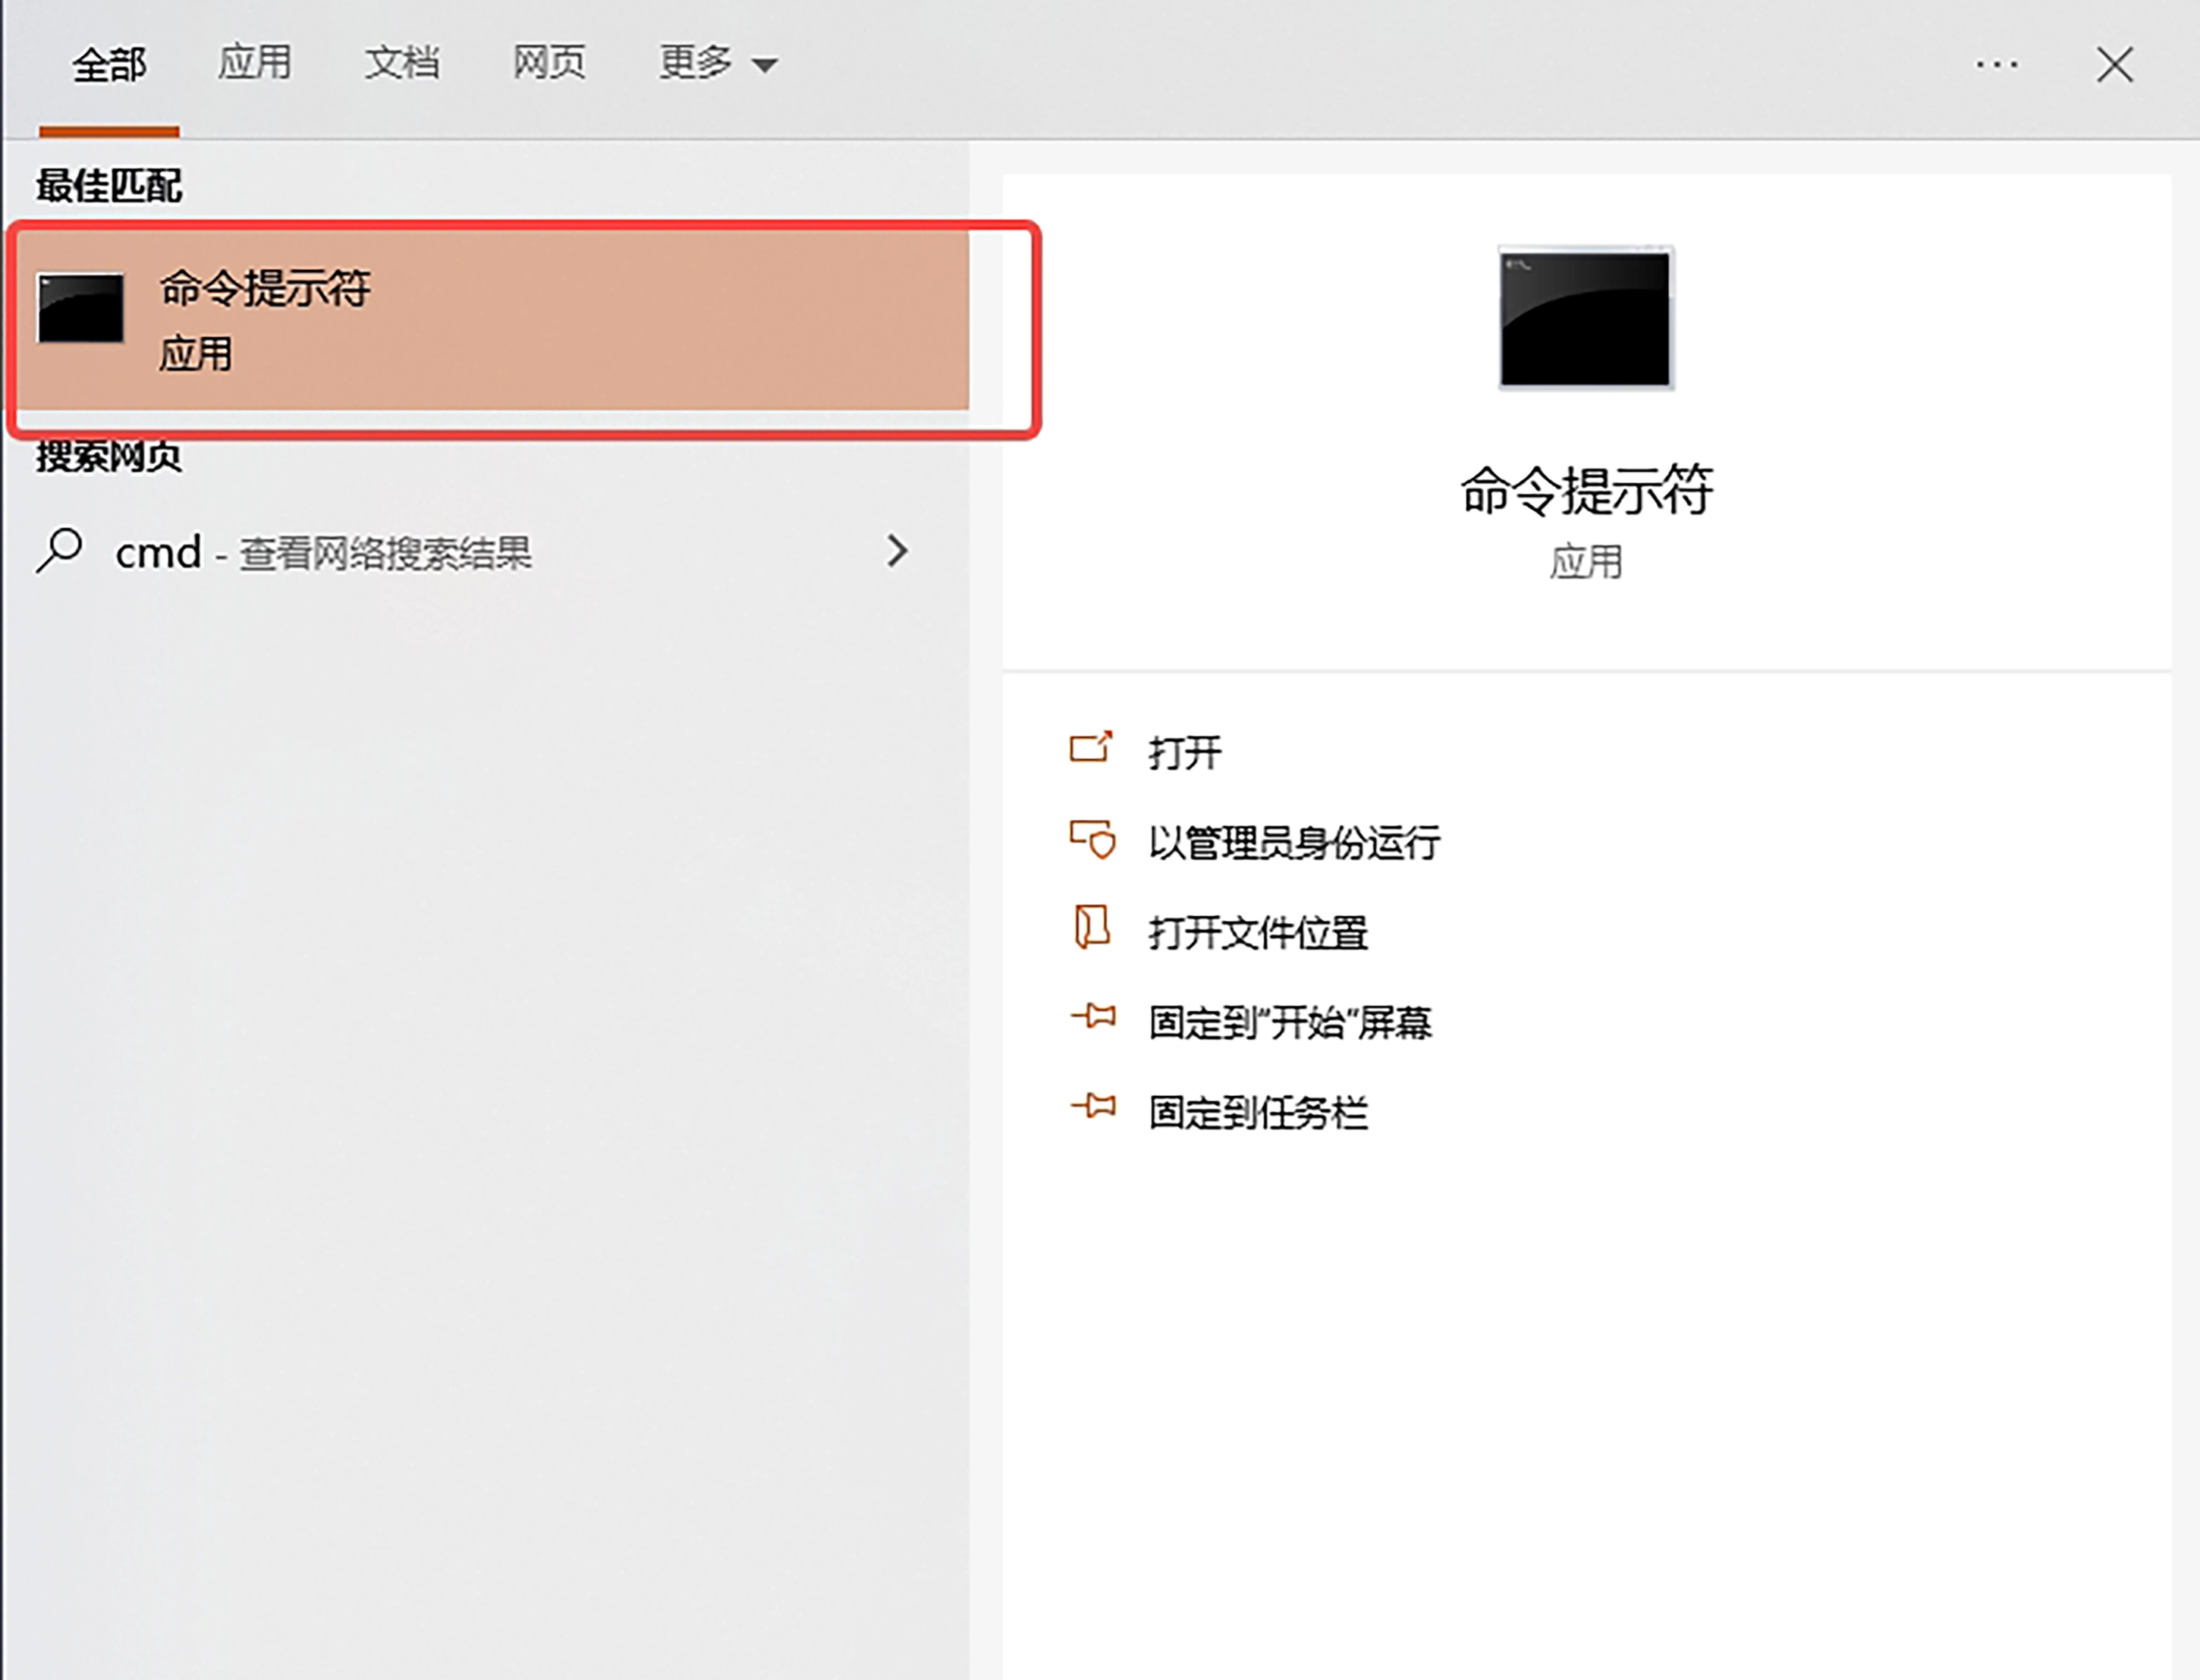 全部 应用 文档 网页 更多
最佳匹配
命令提示符
应用
搜索网页
cmd - 查看网络搜索结果
命令提示符
应用
打开
以管理员身份运行
打开文件位置
固定到"开始"屏幕
固定到任务栏